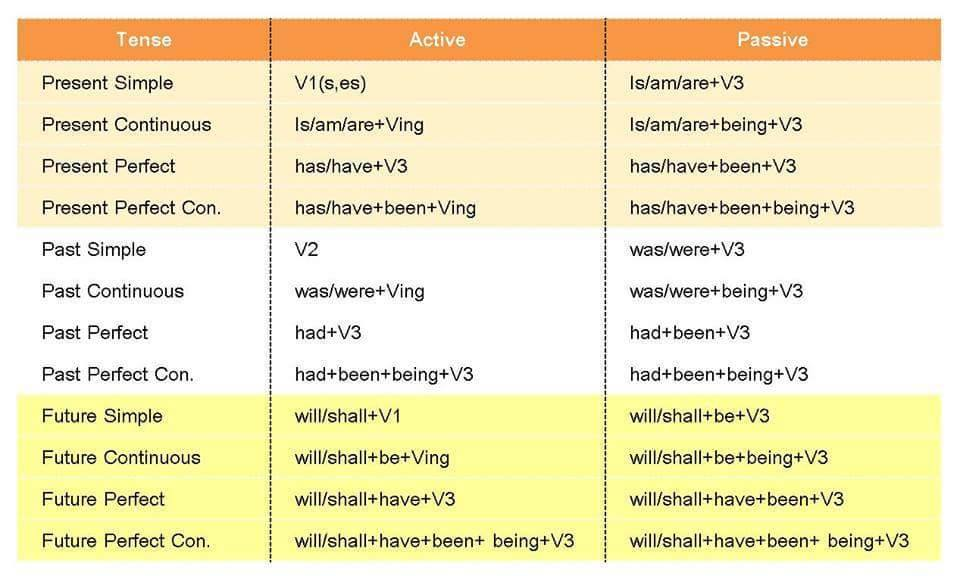 Tense Active Passive
Present Simple V1(s,es) Is/am/are+V3
Present Continuous Is/am/are+Ving Is/am/are+being+V3
Present Perfect has/have+V3 has/have+been+V3
Present Perfect Con. has/have+been+Ving has/have+been+being+V3
Past Simple V2 was/were+V3
Past Continuous was/were+Ving was/were+being+V3
Past Perfect had+V3 had+been+V3
Past Perfect Con. had+been+being+V3 had+been+being+V3
Future Simple will/shall+V1 will/shall+be+V3
Future Continuous will/shall+be+Ving will/shall+be+being+V3
Future Perfect will/shall+have+V3 will/shall+have+been+V3
Future Perfect Con. will/shall+have+been+ being+V3 will/shall+have+been+ being+V3